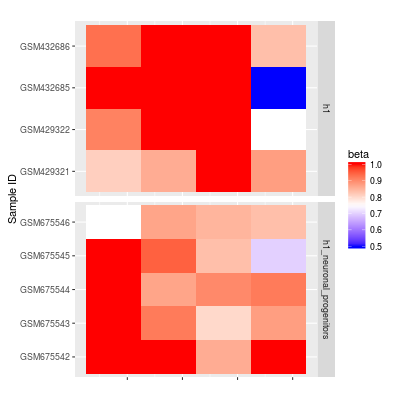 GSM432686
GSM432685
GSM429322
GSM429321
h1
GSM675546
GSM675545
GSM675544
GSM675543
GSM675542
h1_neuronal_progenitors
Sample ID
beta
1.0
0.9
0.8
0.7
0.6
0.5